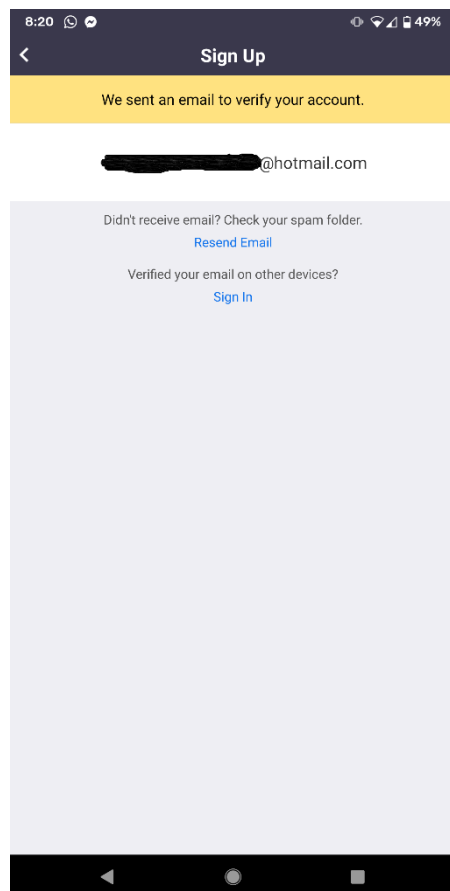 8:20
49%
Sign Up
We sent an email to verify your account.
@hotmail.com
Didn't receive email? Check your spam folder.
Resend Email
Verified your email on other devices?
Sign In